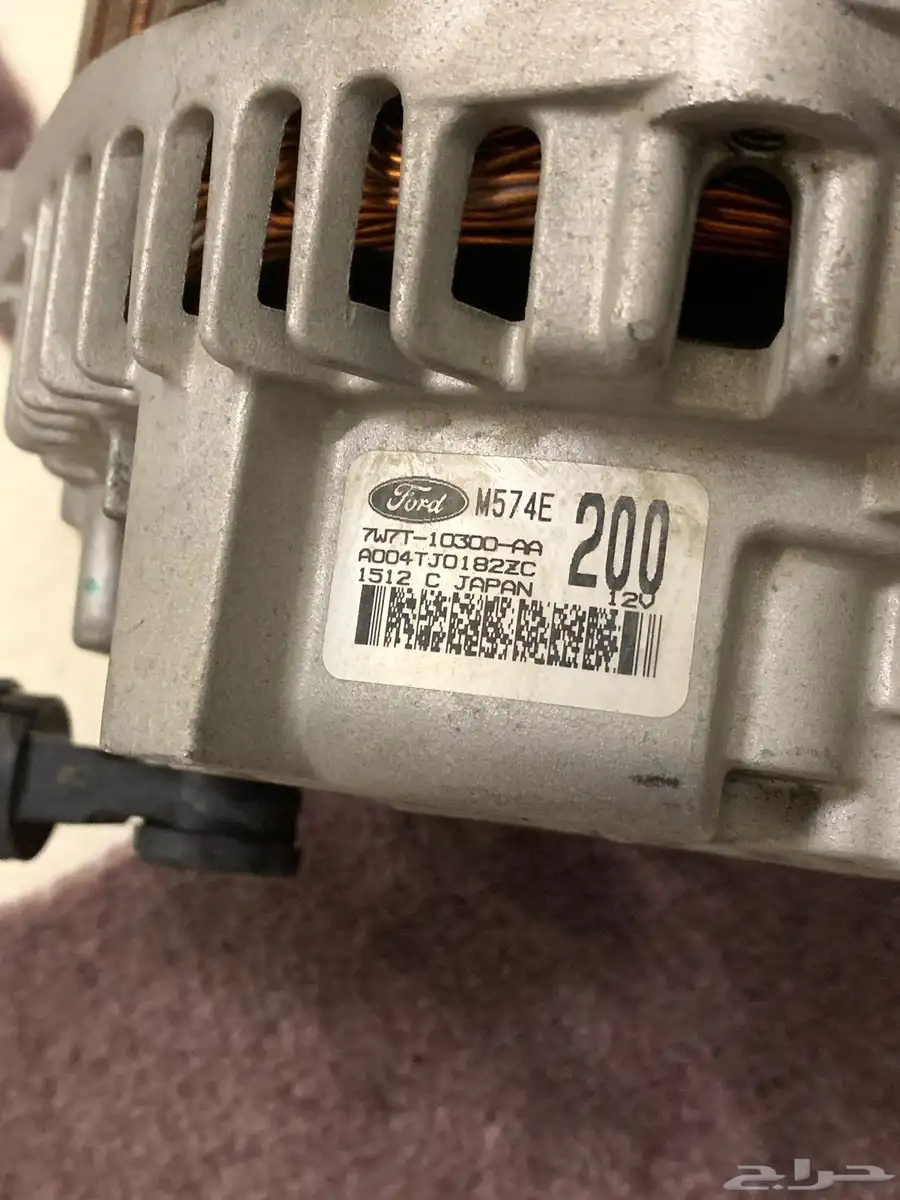 Ford M574E 200
7W7T-10300-AA
A004TJ0182ZC
1512 C JAPAN 12V
حراج